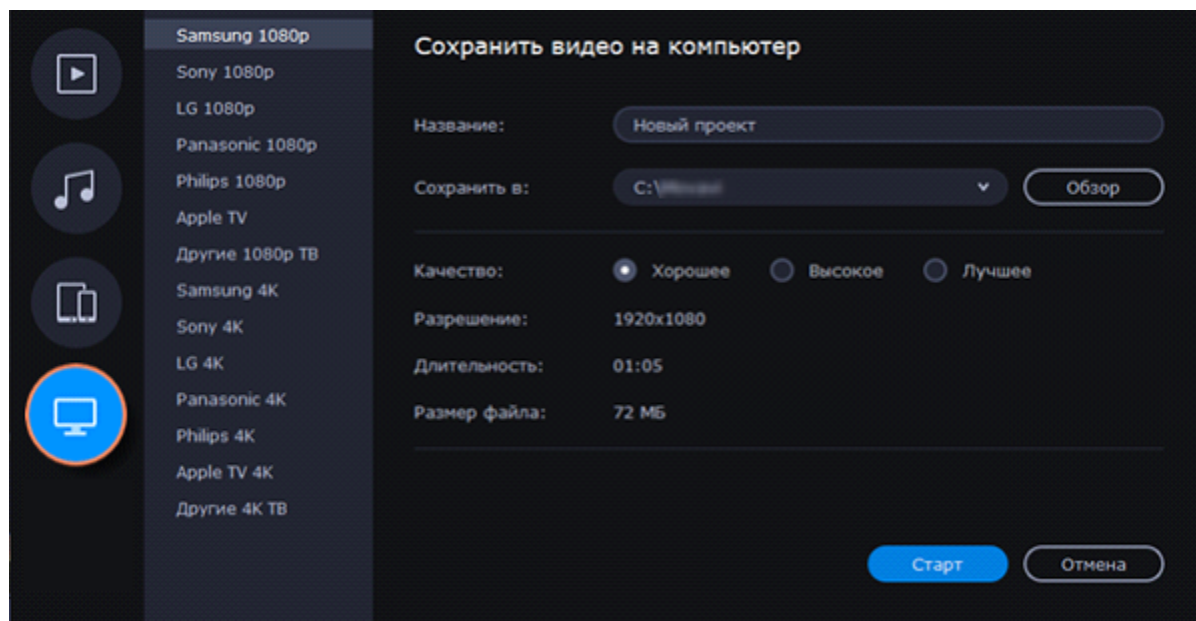 Samsung 1080p
Sony 1080p
LG 1080p
Panasonic 1080p
Philips 1080p
Apple TV
Другие 1080p ТВ
Samsung 4K
Sony 4K
LG 4K
Panasonic 4K
Philips 4K
Apple TV 4K
Другие 4K ТВ
Сохранить видео на компьютер
Название: Новый проект
Сохранить в: C:\ Обзор
Качество: Хорошее Высокое Лучшее
Разрешение: 1920x1080
Длительность: 01:05
Размер файла: 72 МБ
Старт Отмена